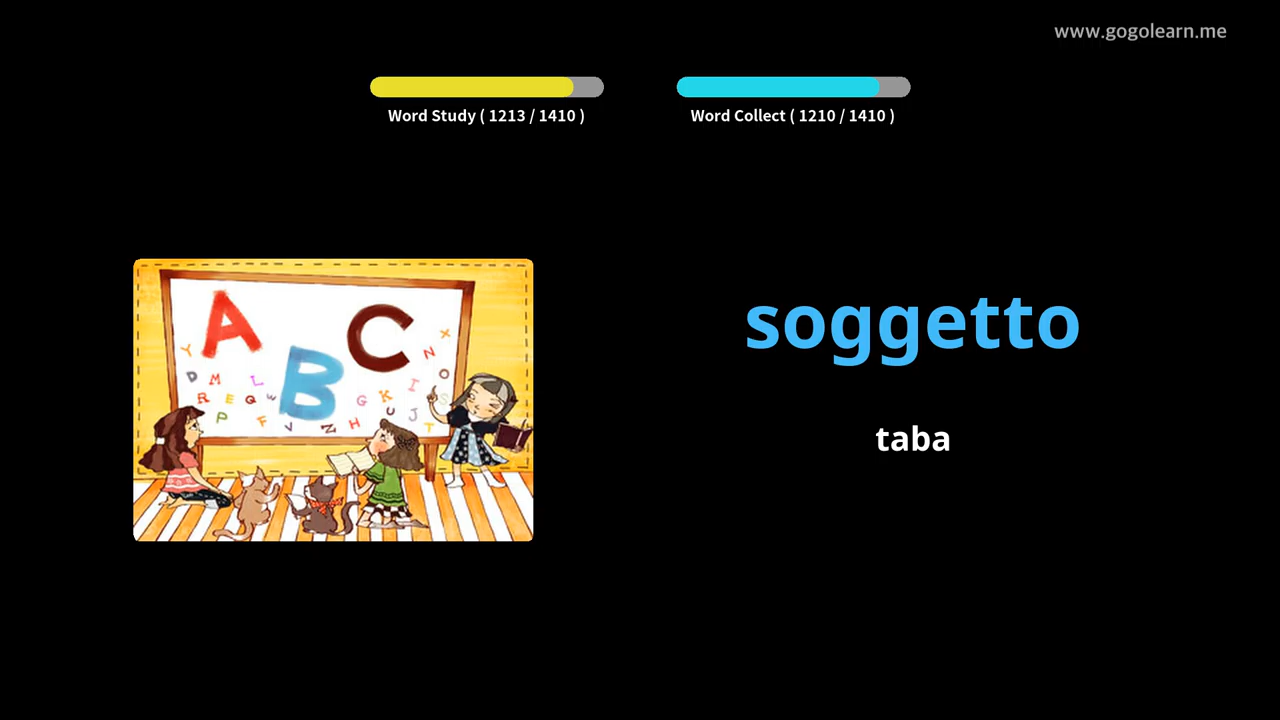 www.gogolearn.me
Word Study ( 1213 / 1410 )
Word Collect ( 1210 / 1410 )
A
B
C
Y
X
N
D M L
O
R E Q W
G K I
S
P F V Z H U J T
soggetto
taba